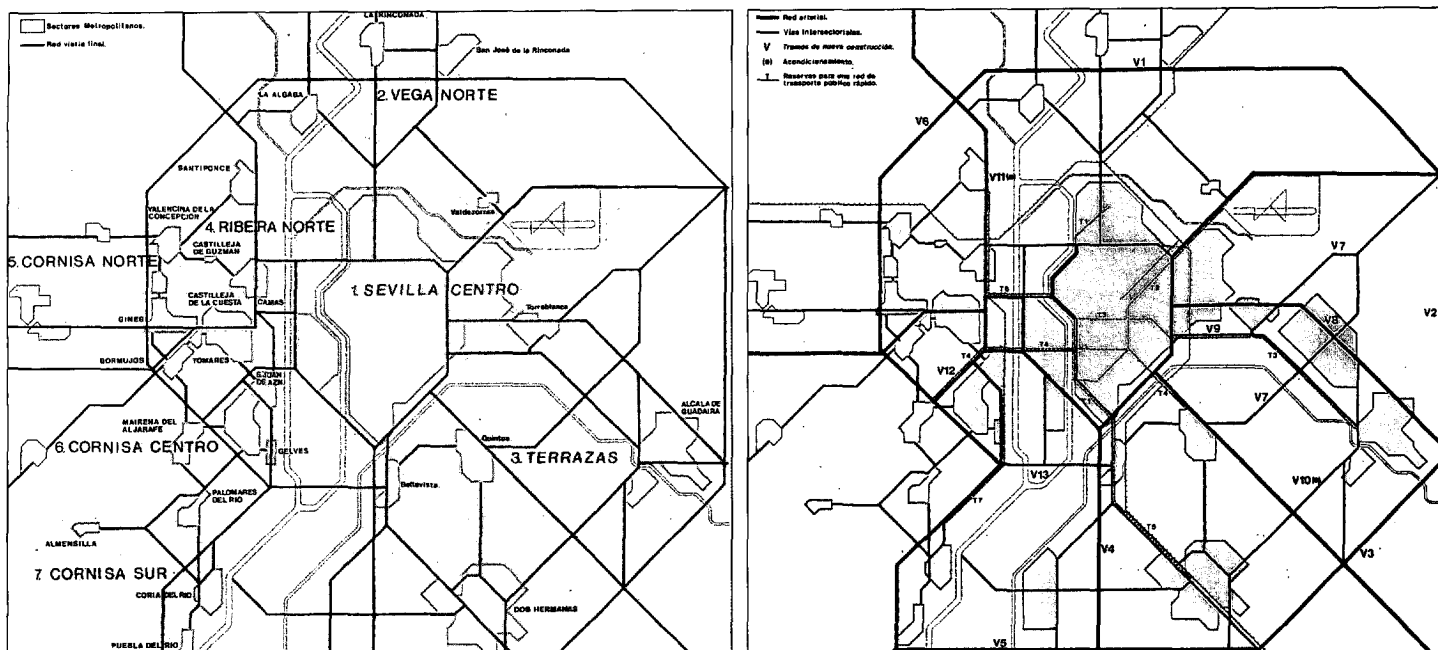 Sectores Metropolitanos.
Red viaria final.
LA RINCONADA
San José de la Rinconada
LA ALGABA
2. VEGA NORTE
SANTIPONCE
VALENCINA DE LA
CONCEPCION
Valdezorras
4. RIBERA NORTE
CASTILLEJA
DE GUZMAN
5. CORNISA NORTE
1. SEVILLA CENTRO
CASTILLEJA
DE LA CUESTA
CAMAS
Torreblanca
GINES
BORMUJOS
TOMARES
S.JUAN
DE AZN.
MAIRENA DEL
ALJARAFE
ALCALA DE
GUADAIRA
6. CORNISA CENTRO
GELVES
Quintos
3. TERRAZAS
Bellavista.
PALOMARES
DEL RIO
ALMENSILLA
7. CORNISA SUR
CORIA DEL RIO
DOS HERMANAS
PUEBLA DEL RIO
Red arterial.
Vías Intersectoriales.
V Tramos de nueva construcción.
(a) Acondicionamiento.
T Reservas para una red de
transporte público rápido.
V1
V6
V11(a)
T1
V7
T5
V2
V8
V9
T4
T4
T3
V12
T4
V7
T1
V13
V10(a)
T7
T5
V4
V3
V5